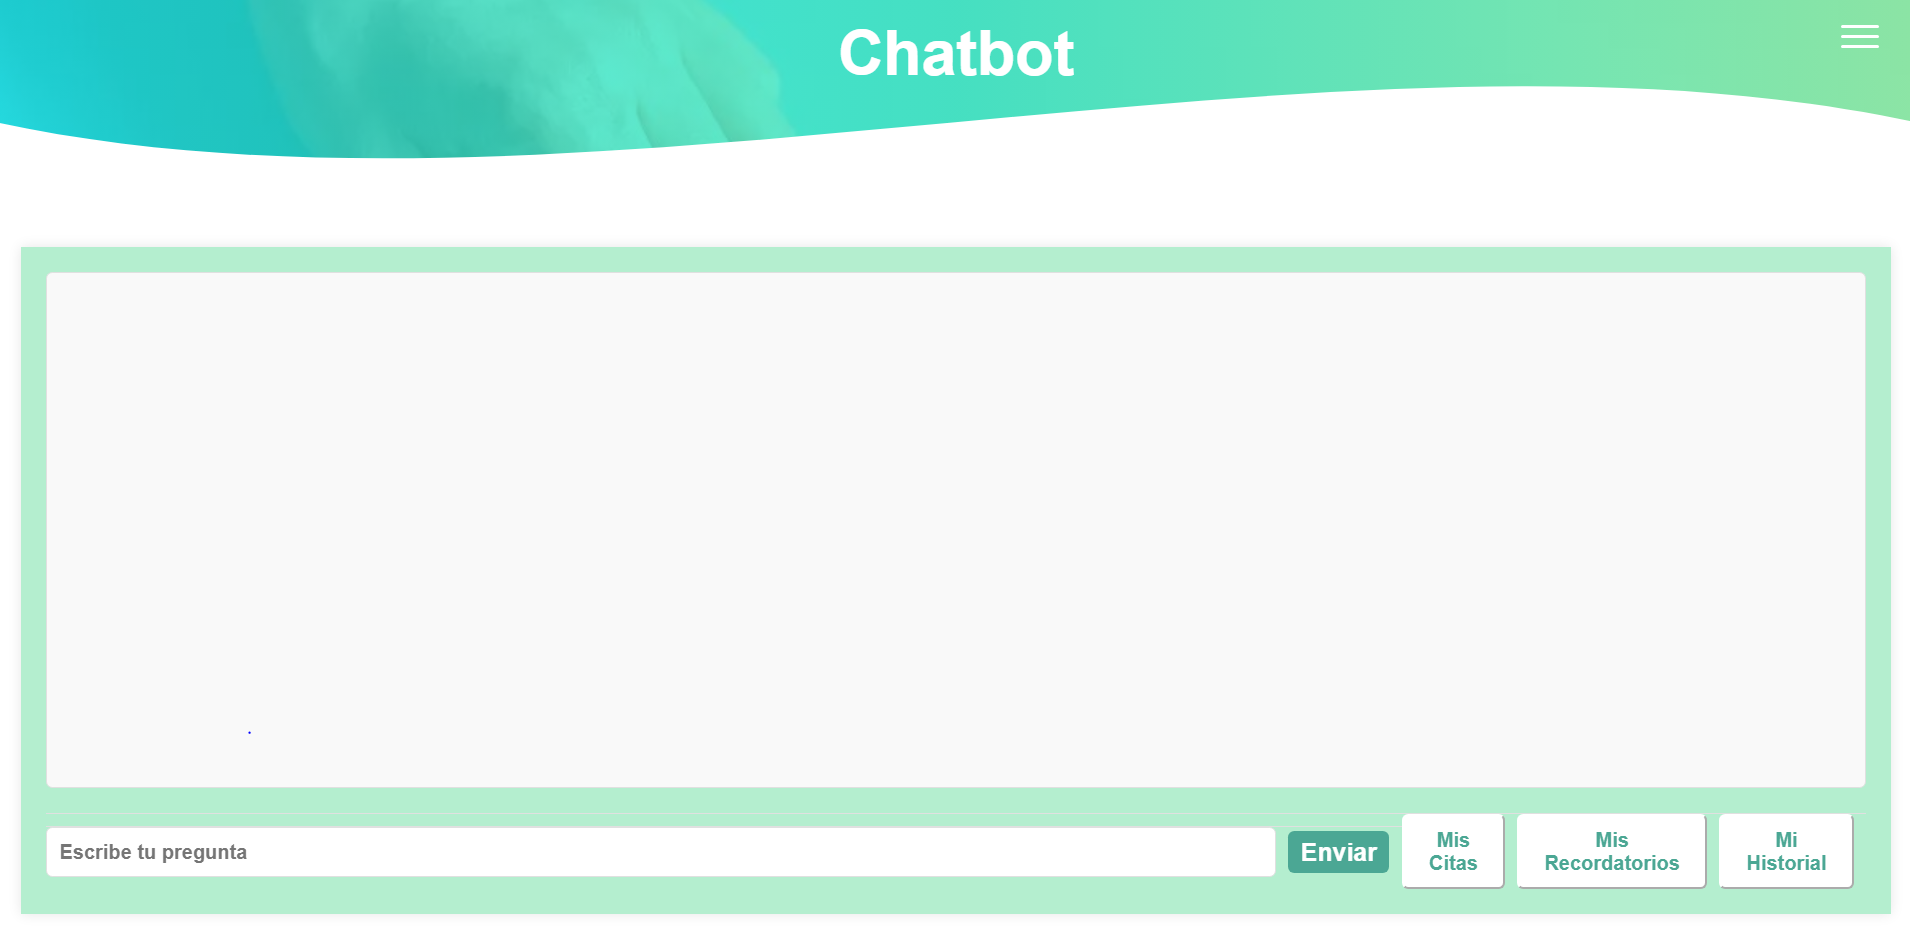 Chatbot
Escribe tu pregunta
Enviar
Mis
Citas
Mis
Recordatorios
Mi
Historial